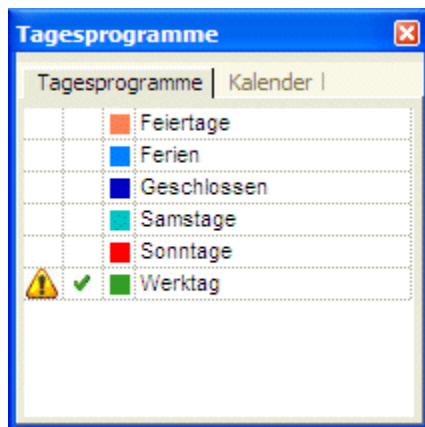 Tagesprogramme
Tagesprogramme Kalender
Feiertage
Ferien
Geschlossen
Samstage
Sonntage
Werktag